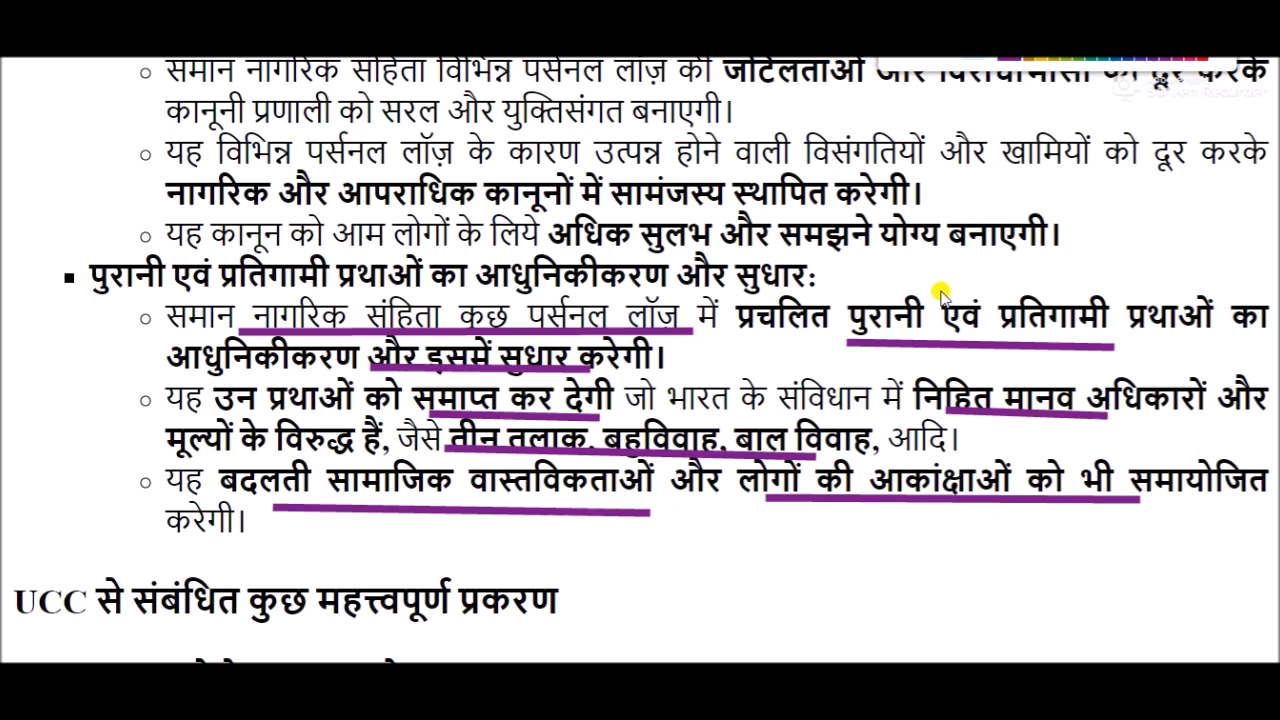 समान नागरिक संहिता विभिन्न पर्सनल लॉज़ की जटिलताओं और विरोधाभासों को दूर करके
कानूनी प्रणाली को सरल और युक्तिसंगत बनाएगी।
यह विभिन्न पर्सनल लॉज़ के कारण उत्पन्न होने वाली विसंगतियों और खामियों को दूर करके
नागरिक और आपराधिक कानूनों में सामंजस्य स्थापित करेगी।
यह कानून को आम लोगों के लिये अधिक सुलभ और समझने योग्य बनाएगी।
पुरानी एवं प्रतिगामी प्रथाओं का आधुनिकीकरण और सुधार:
समान नागरिक संहिता कुछ पर्सनल लॉज़ में प्रचलित पुरानी एवं प्रतिगामी प्रथाओं का
आधुनिकीकरण और इसमें सुधार करेगी।
यह उन प्रथाओं को समाप्त कर देगी जो भारत के संविधान में निहित मानव अधिकारों और
मूल्यों के विरुद्ध हैं, जैसे तीन तलाक, बहुविवाह, बाल विवाह, आदि।
यह बदलती सामाजिक वास्तविकताओं और लोगों की आकांक्षाओं को भी समायोजित
करेगी।
UCC से संबंधित कुछ महत्त्वपूर्ण प्रकरण